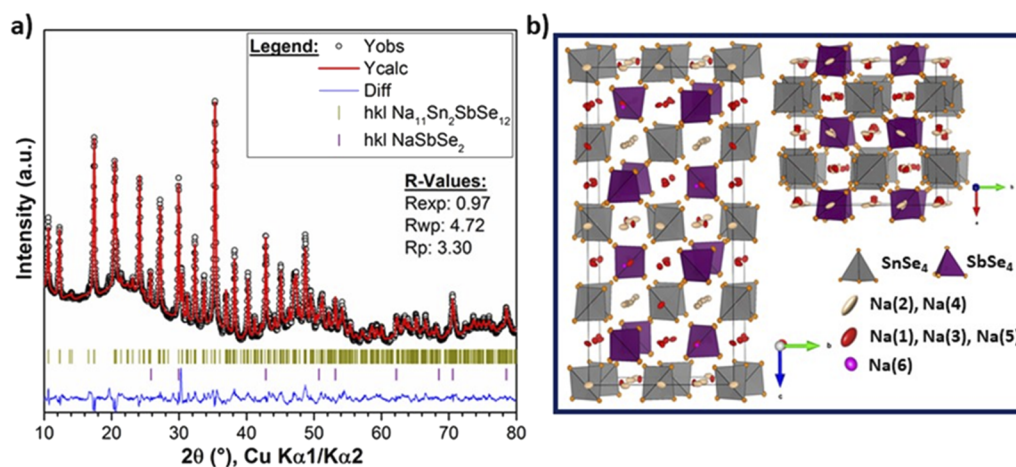 a)
Legend:
Yobs
Ycalc
Diff
hkl Na₁₁Sn₂SbSe₁₂
hkl NaSbSe₂
R-Values:
Rexp: 0.97
Rwp: 4.72
Rp: 3.30
Intensity (a.u.)
10 20 30 40 50 60 70 80
2θ (°), Cu Kα1/Kα2
b)
b
a
SnSe₄ SbSe₄
Na(2), Na(4)
Na(1), Na(3), Na(5)
Na(6)
b
c